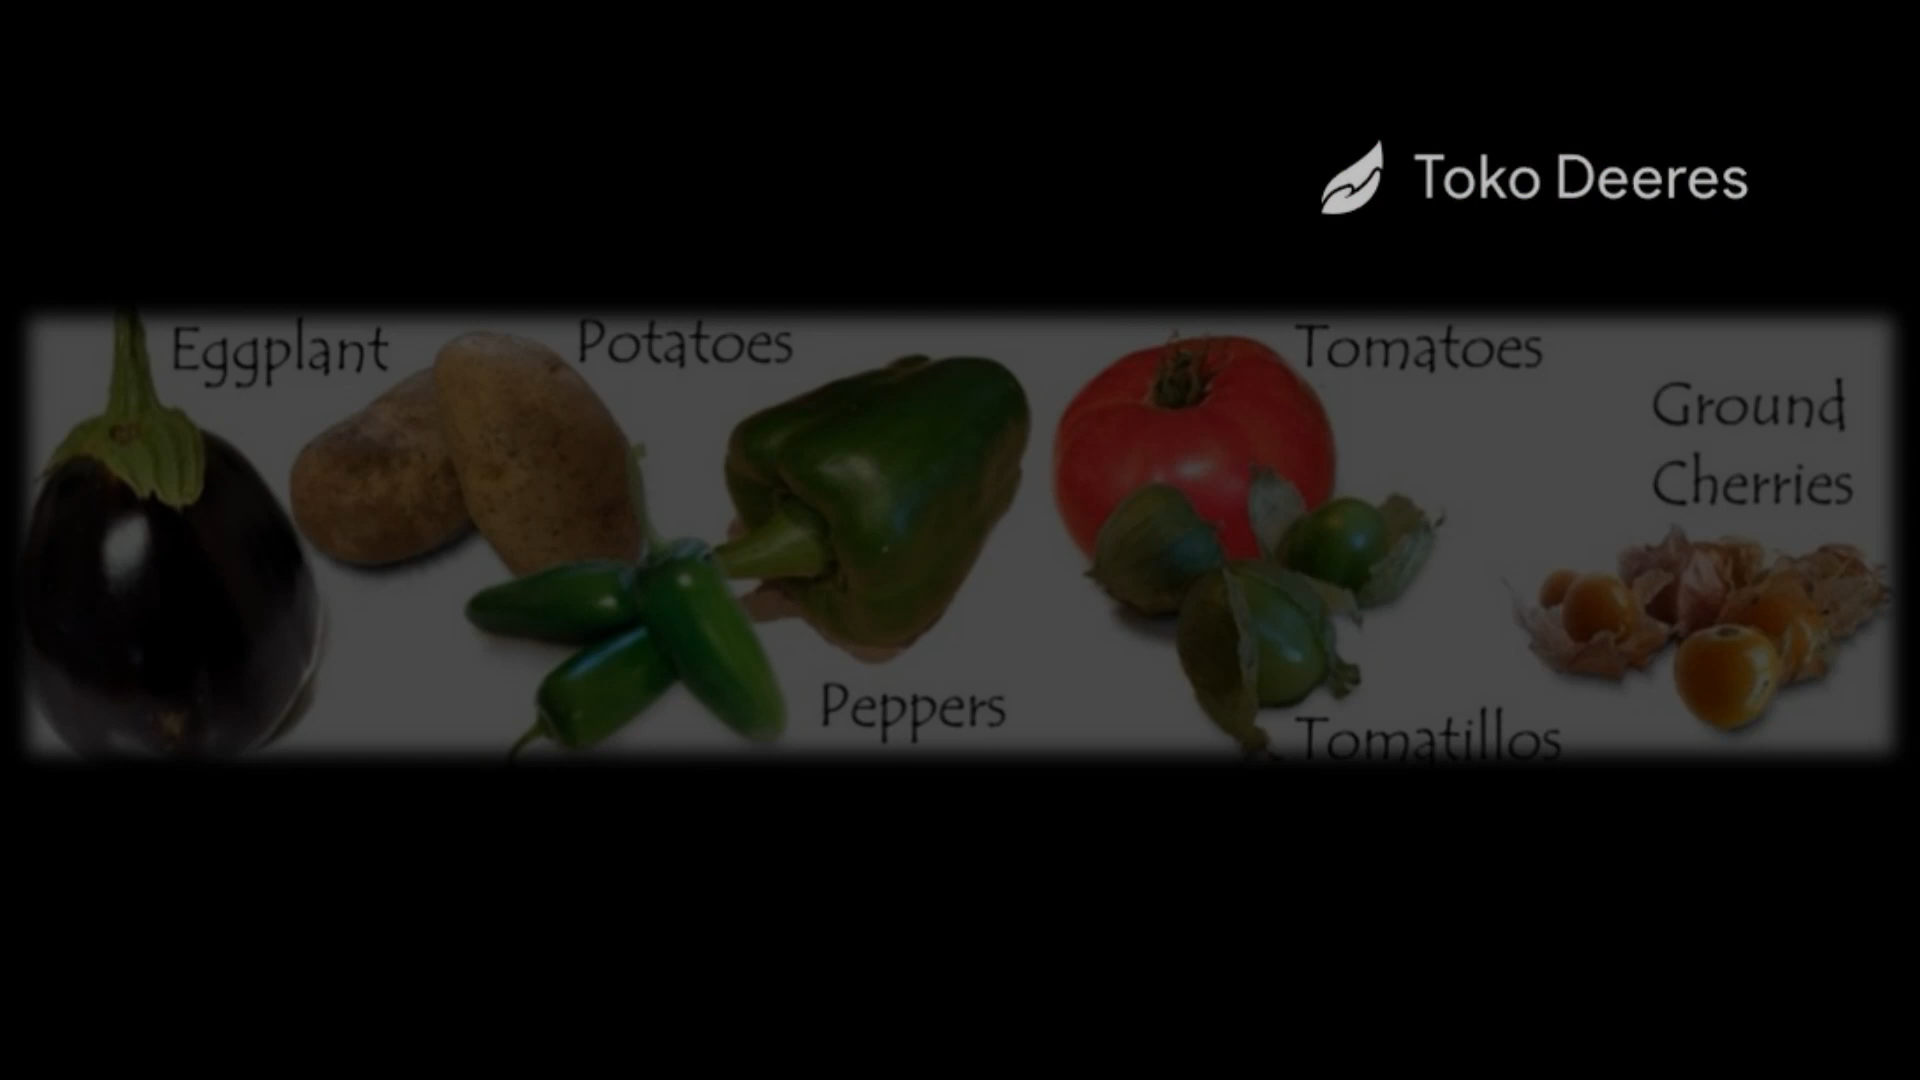 Toko Deeres
Eggplant
Potatoes
Tomatoes
Ground
Cherries
Peppers
Tomatillos